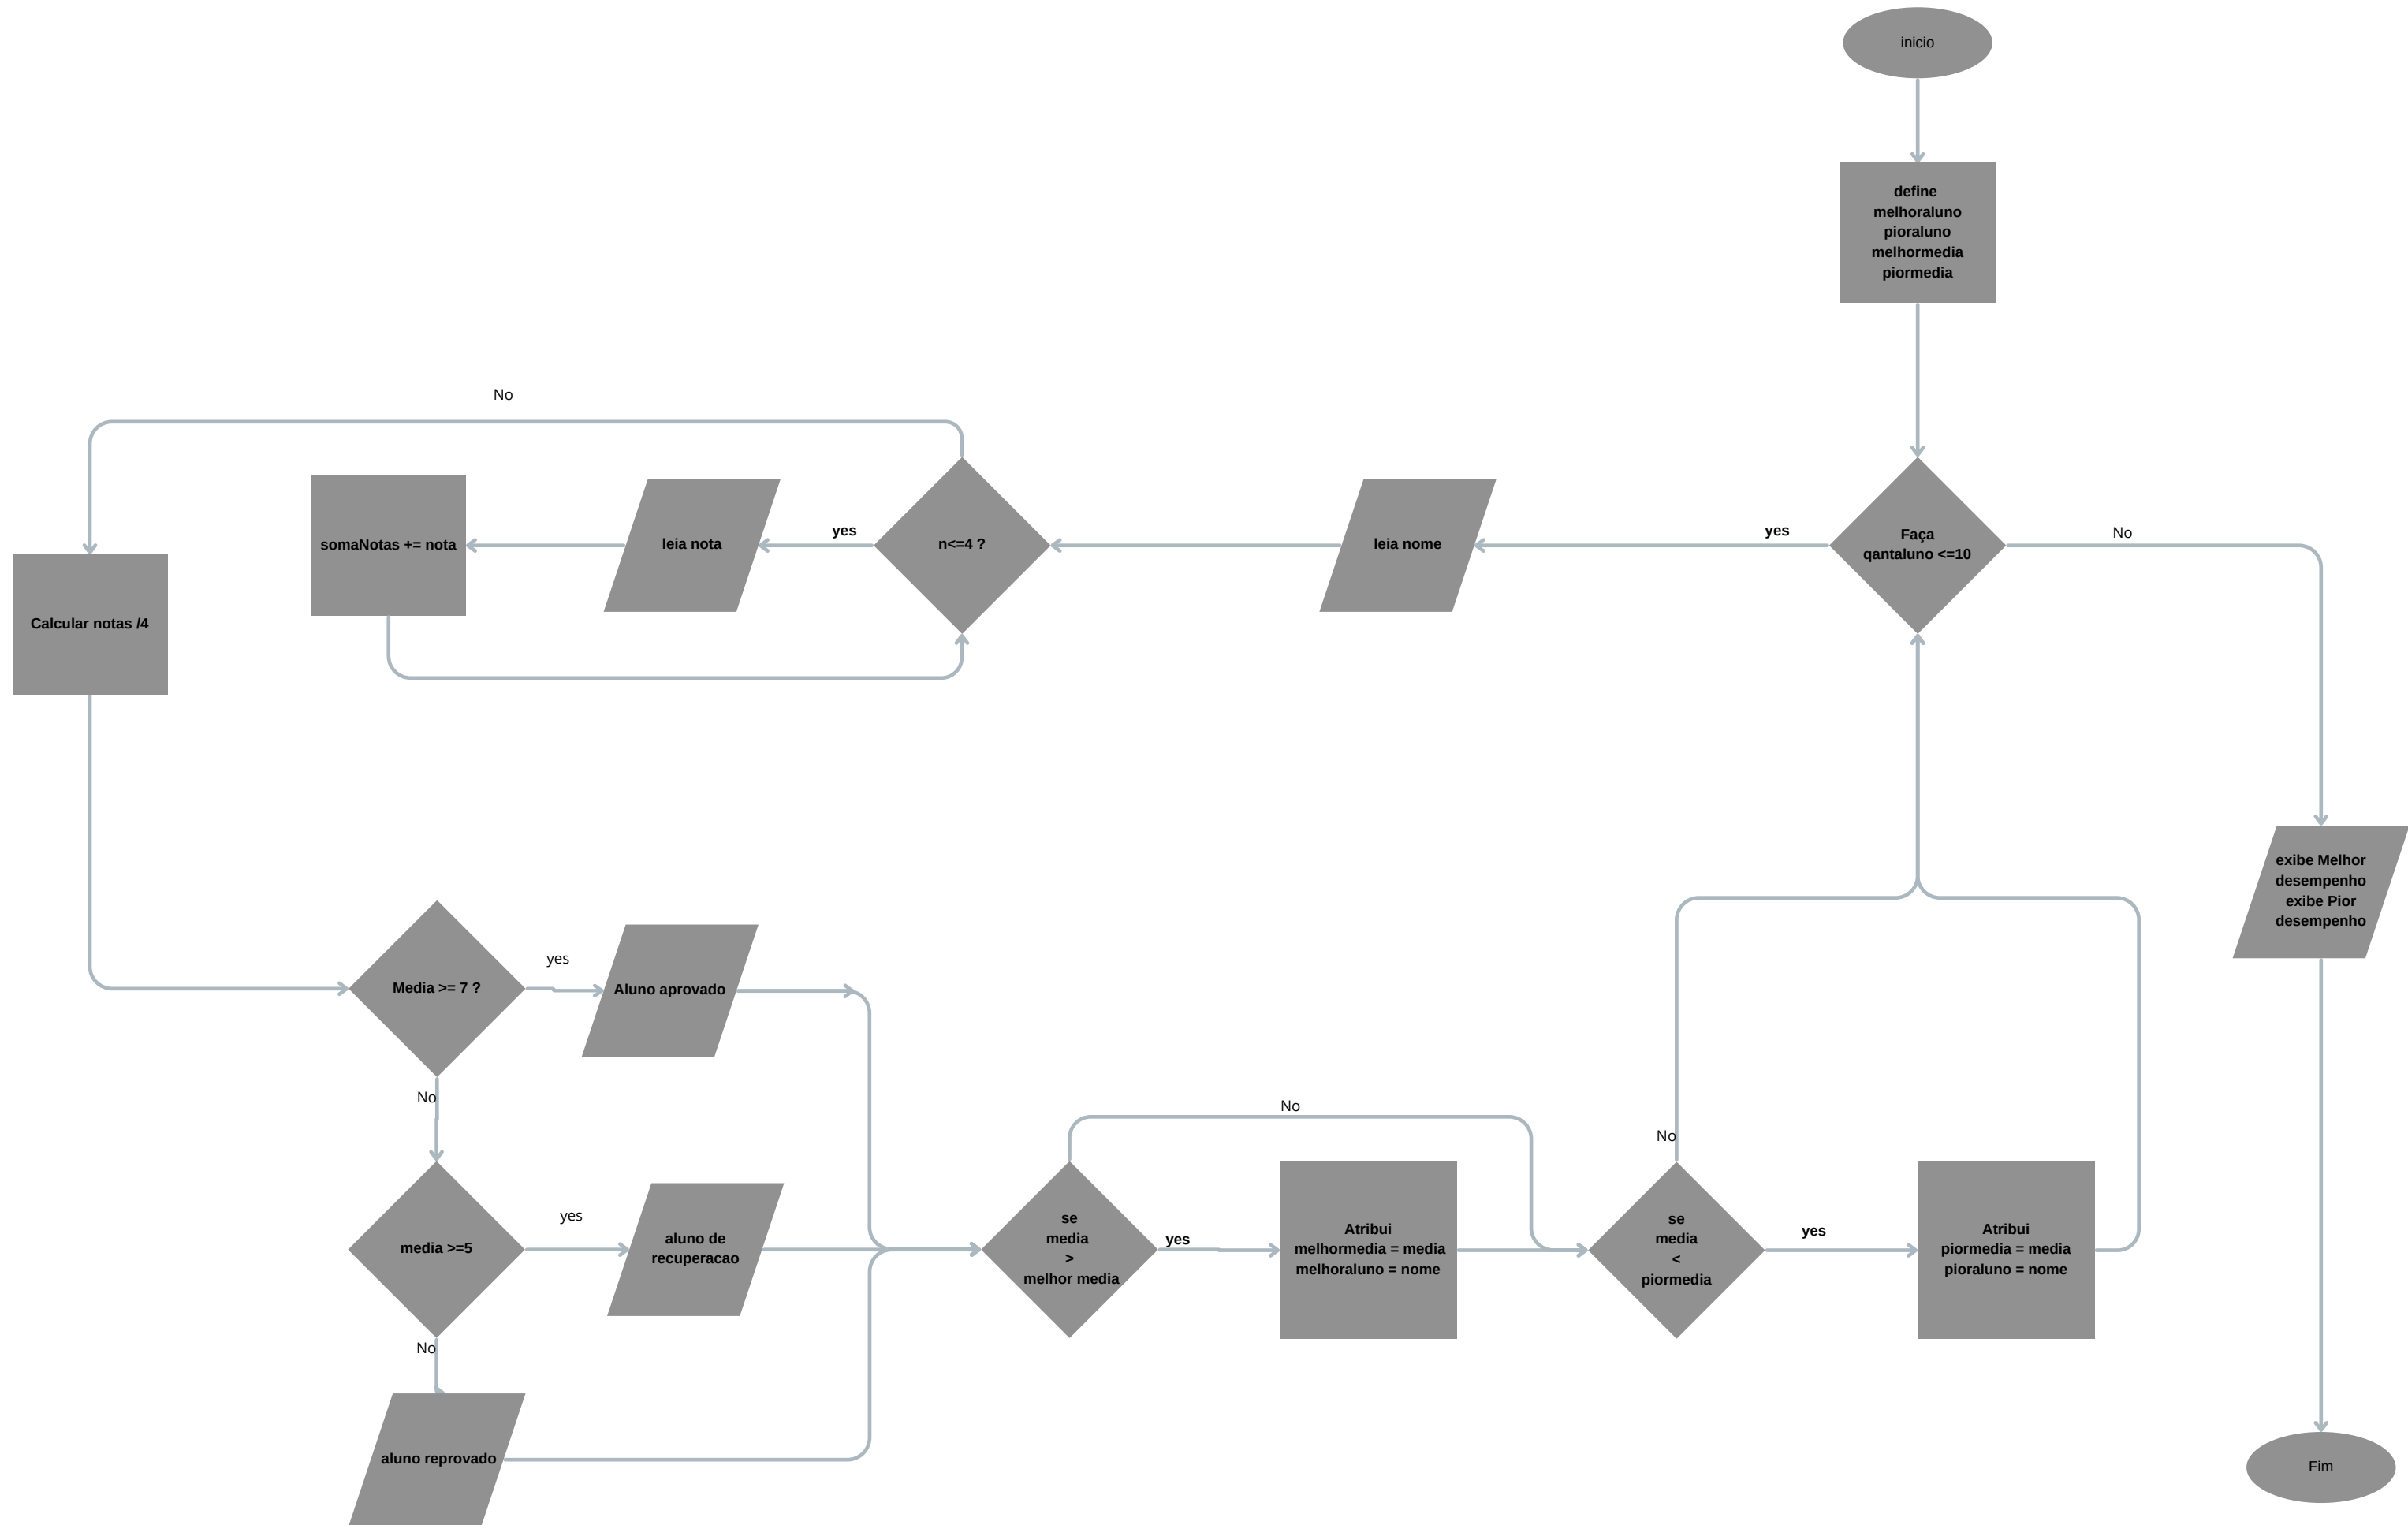 inicio
define
melhoraluno
pioraluno
melhormedia
piormedia
No
somaNotas += nota
leia nota
yes
n<=4 ?
leia nome
yes
Faça
qantaluno <=10
No
Calcular notas /4
exibe Melhor
desempenho
exibe Pior
desempenho
Media >= 7 ?
yes
Aluno aprovado
No
No
No
media >=5
yes
aluno de
recuperacao
se
media
>
melhor media
yes
Atribui
melhormedia = media
melhoraluno = nome
se
media
<
piormedia
yes
Atribui
piormedia = media
pioraluno = nome
No
aluno reprovado
Fim